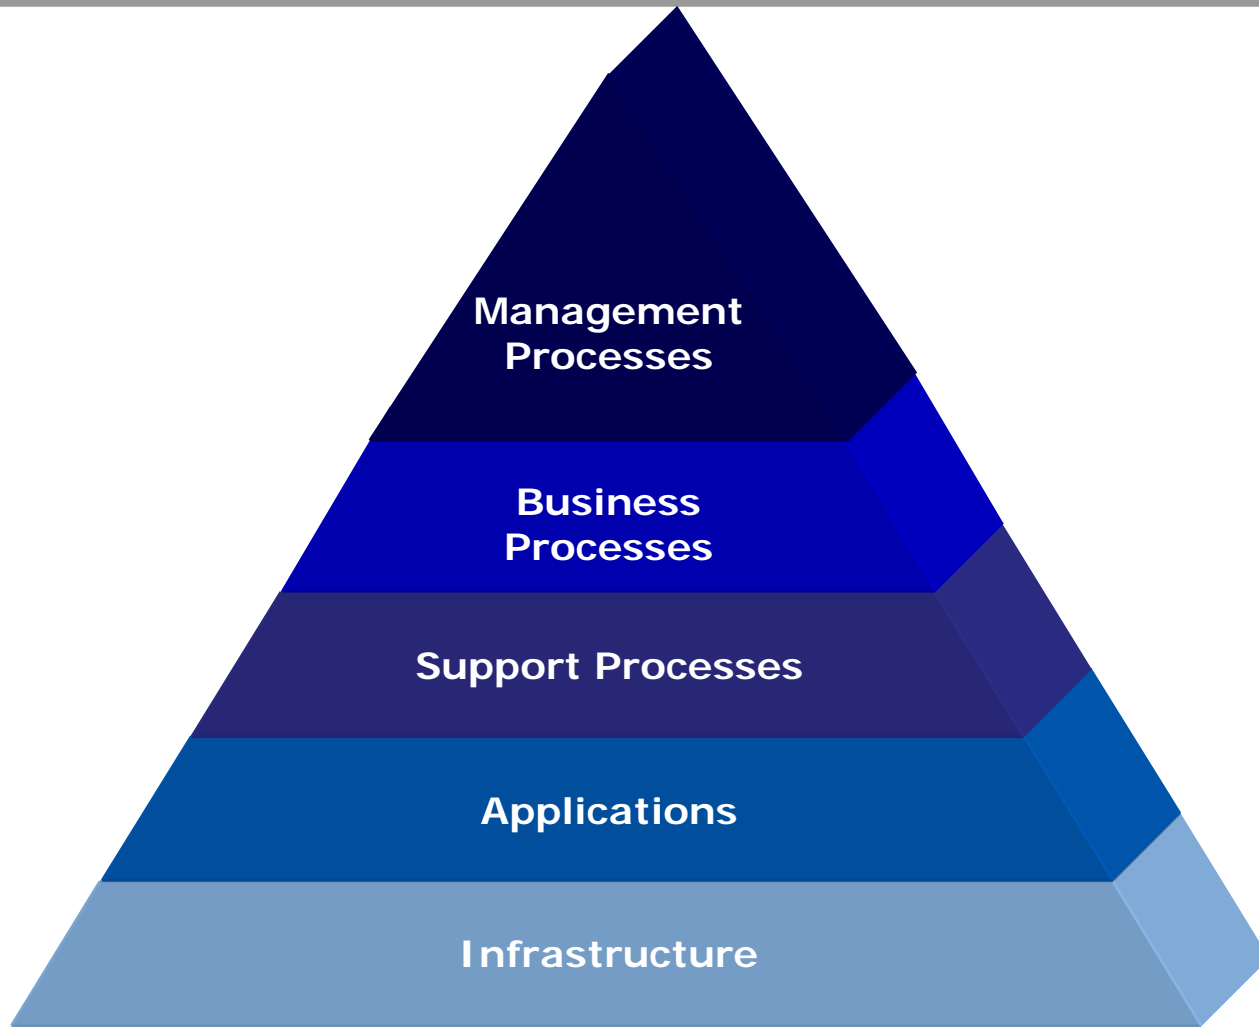 Management
Processes
Business
Processes
Support Processes
Applications
Infrastructure